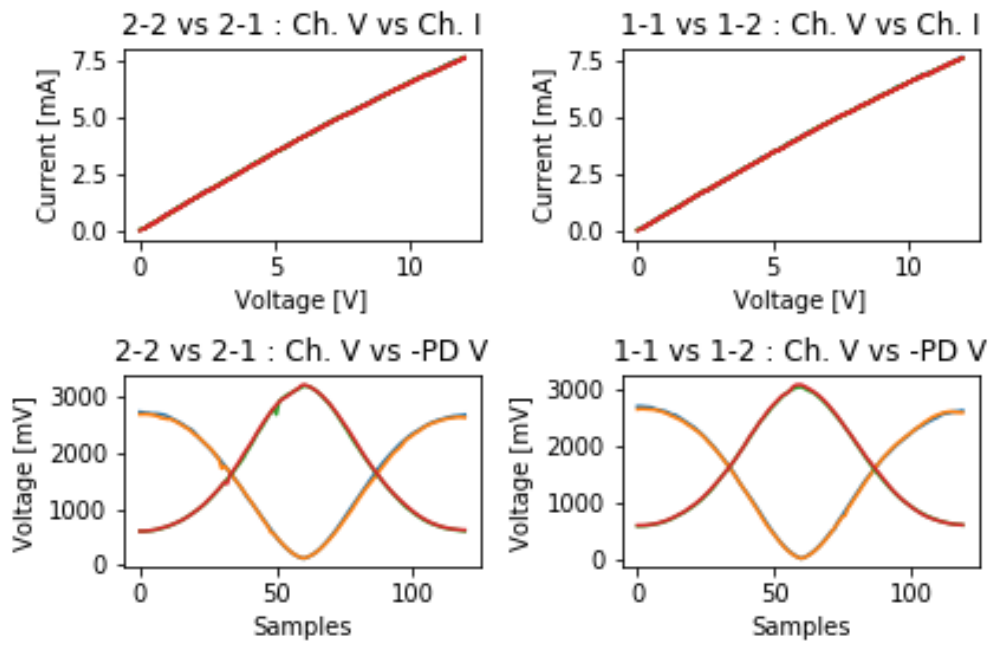 2-2 vs 2-1 : Ch. V vs Ch. I
7.5
5.0
2.5
0.0
Current [mA]
0 5 10
Voltage [V]
1-1 vs 1-2 : Ch. V vs Ch. I
7.5
5.0
2.5
0.0
Current [mA]
0 5 10
Voltage [V]
2-2 vs 2-1 : Ch. V vs -PD V
3000
2000
1000
0
Voltage [mV]
0 50 100
Samples
1-1 vs 1-2 : Ch. V vs -PD V
3000
2000
1000
0
Voltage [mV]
0 50 100
Samples